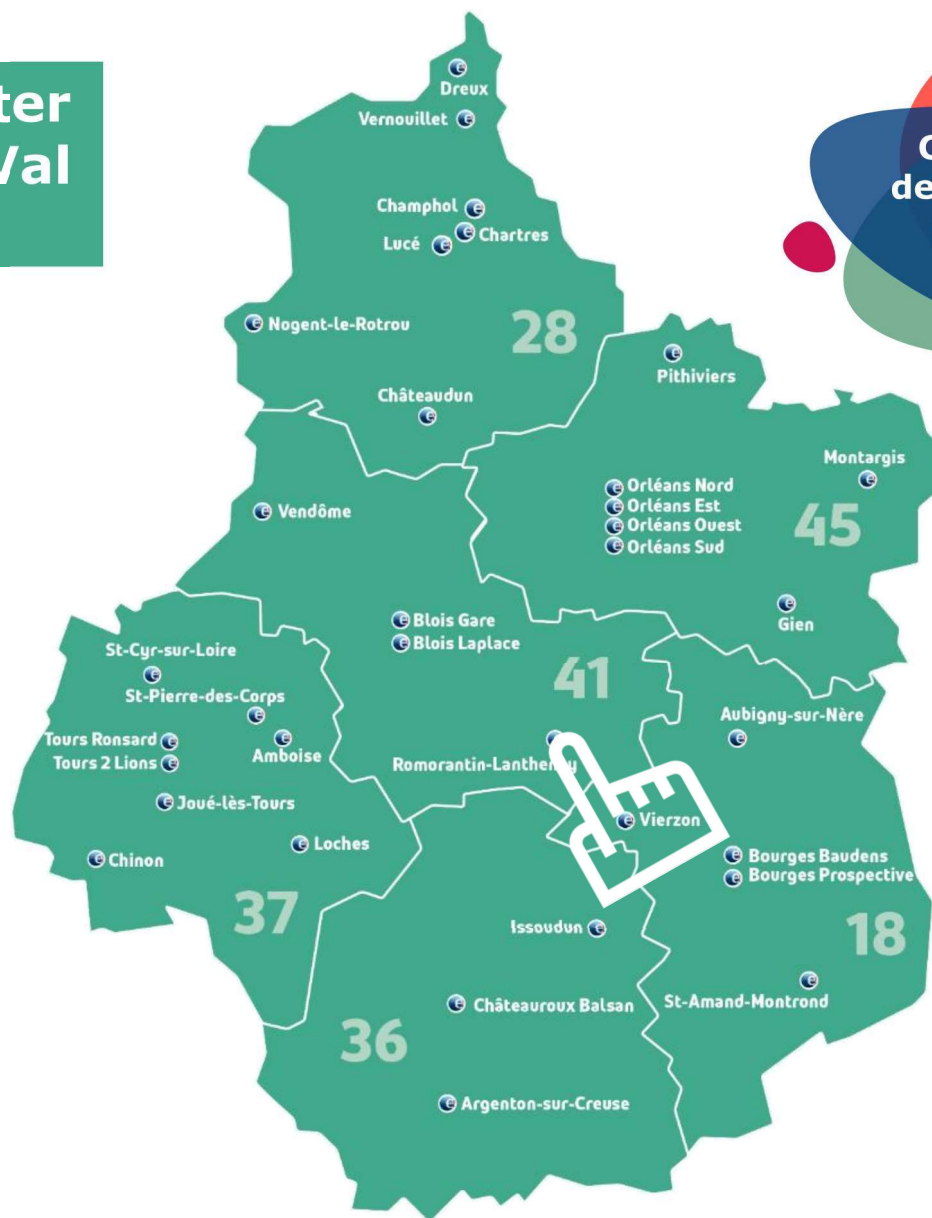 ter
Val
C
de
Dreux
Vernouillet
Champhol
Chartres
Lucé
Nogent-le-Rotrou
28
Châteaudun
Pithiviers
Montargis
Orléans Nord
Orléans Est
Orléans Ouest
Orléans Sud
45
Gien
Vendôme
Blois Gare
Blois Laplace
41
Romorantin-Lanthenay
St-Cyr-sur-Loire
St-Pierre-des-Corps
Tours Ronsard
Tours 2 Lions
Amboise
Joué-lès-Tours
Loches
Chinon
37
Aubigny-sur-Nère
Vierzon
Bourges Baudens
Bourges Prospective
18
St-Amand-Montrond
Issoudun
Châteauroux Balsan
36
Argenton-sur-Creuse